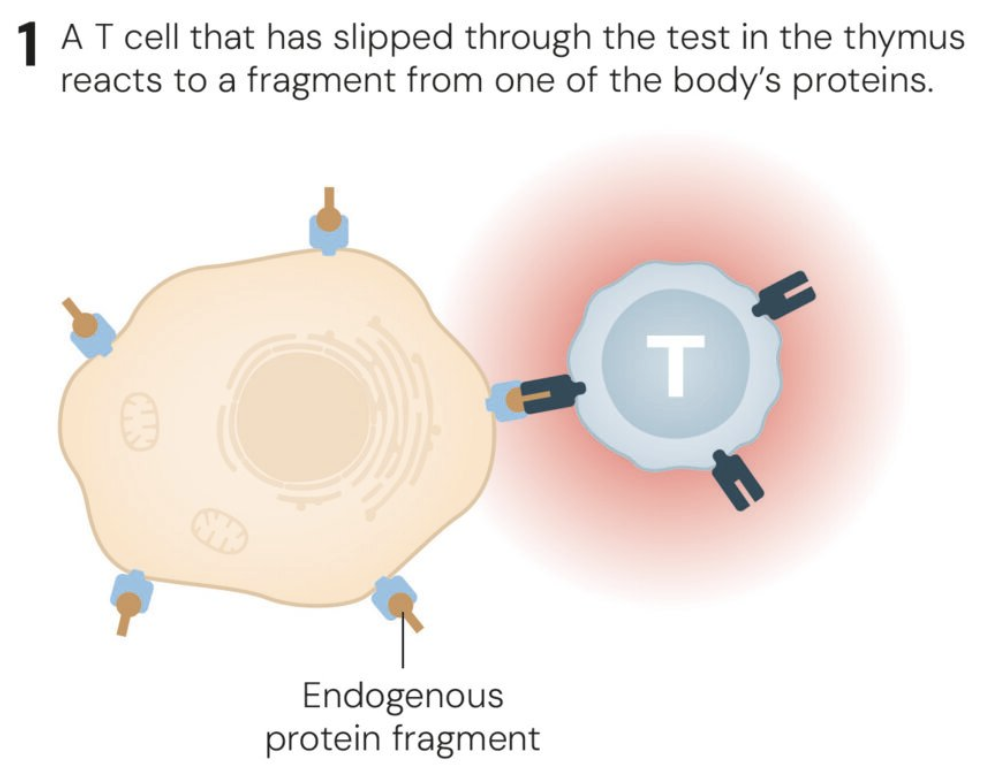 1 A T cell that has slipped through the test in the thymus
reacts to a fragment from one of the body’s proteins.
T
Endogenous
protein fragment